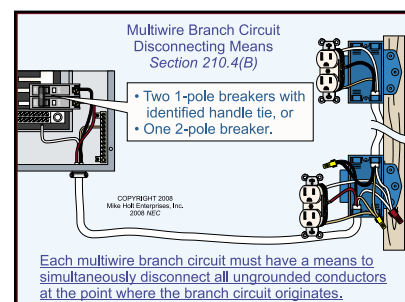 Multiwire Branch Circuit
Disconnecting Means
Section 210.4(B)
• Two 1-pole breakers with
identified handle tie, or
• One 2-pole breaker.
COPYRIGHT 2008
Mike Holt Enterprises, Inc.
2008 NEC
Each multiwire branch circuit must have a means to
simultaneously disconnect all ungrounded conductors
at the point where the branch circuit originates.